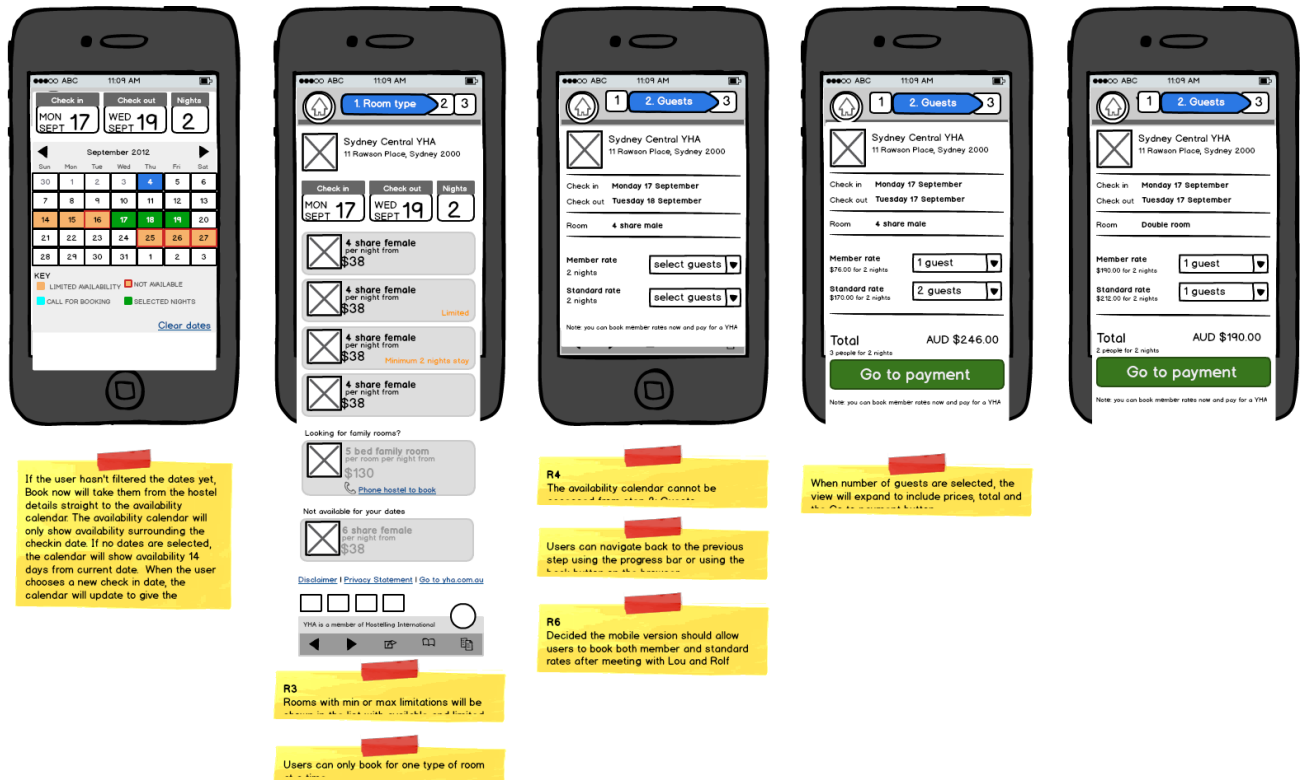 ABC 11:09 AM
Check in Check out Nights
MON SEPT 17 WED SEPT 19 2
September 2012
Sun Mon Tue Wed Thu Fri Sat
30 1 2 3 4 5 6
7 8 9 10 11 12 13
14 15 16 17 18 19 20
21 22 23 24 25 26 27
28 29 30 31 1 2 3
KEY
LIMITED AVAILABILITY NOT AVAILABLE
CALL FOR BOOKING SELECTED NIGHTS
Clear dates
If the user hasn't filtered the dates yet,
Book now will take them from the hostel
details straight to the availability
calendar. The availability calendar will
only show availability surrounding the
checkin date. If no dates are selected,
the calendar will show availability 14
days from current date. When the user
chooses a new check in date, the
calendar will update to give the
ABC 11:09 AM
1. Room type 2 3
Sydney Central YHA
11 Rawson Place, Sydney 2000
Check in Check out Nights
MON SEPT 17 WED SEPT 19 2
4 share female
per night from
$38
4 share female
per night from
$38
Limited
4 share female
per night from
$38
Minimum 2 nights stay
4 share female
per night from
$38
Looking for family rooms?
5 bed family room
per room per night from
$130
Phone hostel to book
Not available for your dates
6 share female
per night from
$38
Disclaimer | Privacy Statement | Go to yha.com.au
YHA is a member of Hostelling International
R3
Rooms with min or max limitations will be
shown in the list with available and limited
Users can only book for one type of room
at a time
ABC 11:09 AM
1 2. Guests 3
Sydney Central YHA
11 Rawson Place, Sydney 2000
Check in Monday 17 September
Check out Tuesday 18 September
Room 4 share male
Member rate
2 nights
select guests
Standard rate
2 nights
select guests
Note: you can book member rates now and pay for a YHA
R4
The availability calendar cannot be
accessed from step 2: Guests
Users can navigate back to the previous
step using the progress bar or using the
back button on the browser
R6
Decided the mobile version should allow
users to book both member and standard
rates after meeting with Lou and Rolf
ABC 11:09 AM
1 2. Guests 3
Sydney Central YHA
11 Rawson Place, Sydney 2000
Check in Monday 17 September
Check out Tuesday 17 September
Room 4 share male
Member rate
$76.00 for 2 nights
1 guest
Standard rate
$170.00 for 2 nights
2 guests
Total AUD $246.00
3 people for 2 nights
Go to payment
Note: you can book member rates now and pay for a YHA
When number of guests are selected, the
view will expand to include prices, total and
the Go to payment button
ABC 11:09 AM
1 2. Guests 3
Sydney Central YHA
11 Rawson Place, Sydney 2000
Check in Monday 17 September
Check out Tuesday 17 September
Room Double room
Member rate
$190.00 for 2 nights
1 guest
Standard rate
$212.00 for 2 nights
1 guests
Total AUD $190.00
2 people for 2 nights
Go to payment
Note: you can book member rates now and pay for a YHA